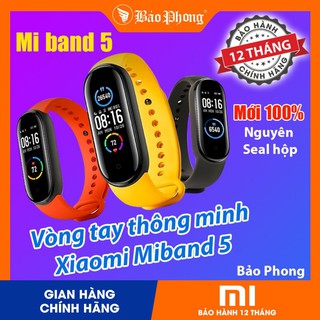 Bảo Phong
Mi band 5
BẢO HÀNH
12 THÁNG
CHÍNH HÃNG
Mới 100%
Nguyên
Seal hộp
08:16
08:16
08:16
Vòng tay thông minh
Xiaomi Miband 5
Bảo Phong
GIAN HÀNG
CHÍNH HÃNG
BẢO HÀNH 12 THÁNG